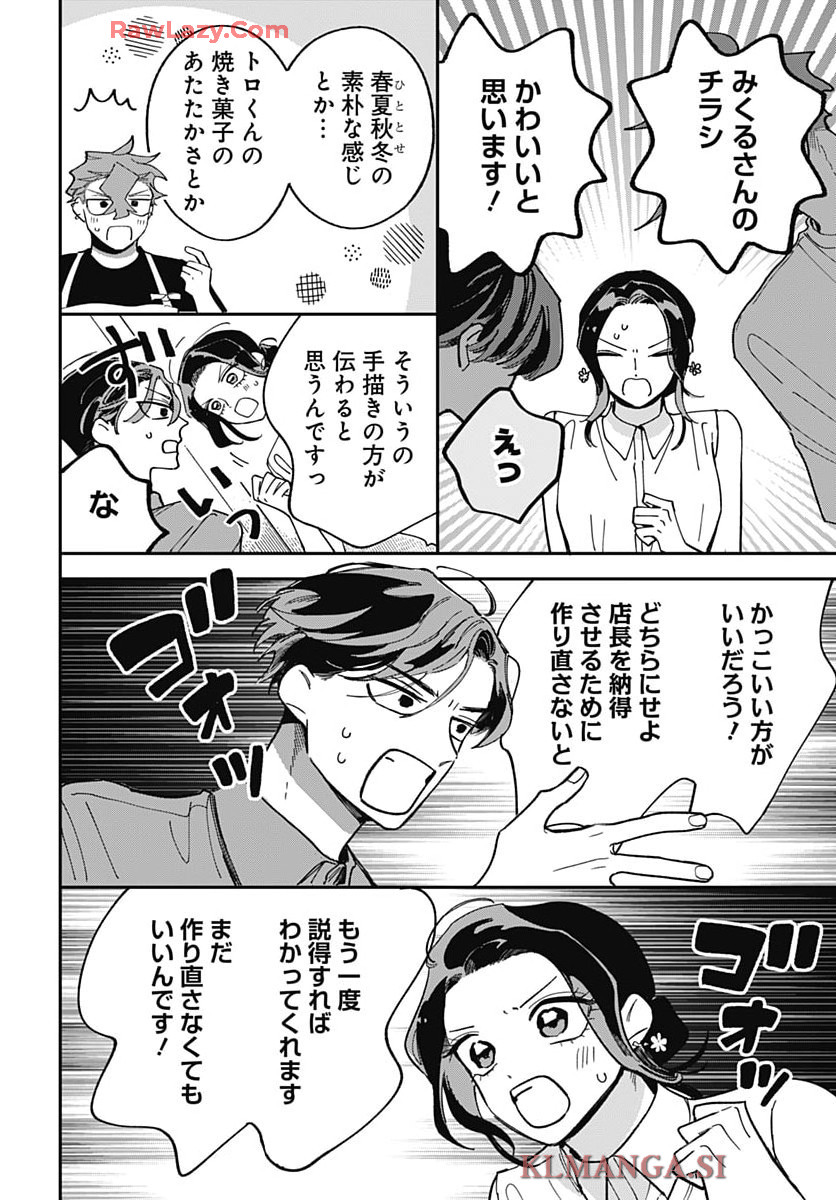 RawLazy.Com
RawLazy.Com
みくるさんの
チラシ
かわいいと
思います!
えっ
春夏秋冬の
ひととせ
素朴な感じ
とか…
トロくんの
焼き菓子の
あたたかさとか
そういうの
手描きの方が
伝わると
思うんですっ
ずいっ
な
かっこいい方が
いいだろう!
どちらにせよ
店長を納得
させるために
作り直さないと
ゴオッ
もう一度
説得すれば
わかってくれます
まだ
作り直さなくても
いいんです!
ゴオッ
KLMANGA.SI